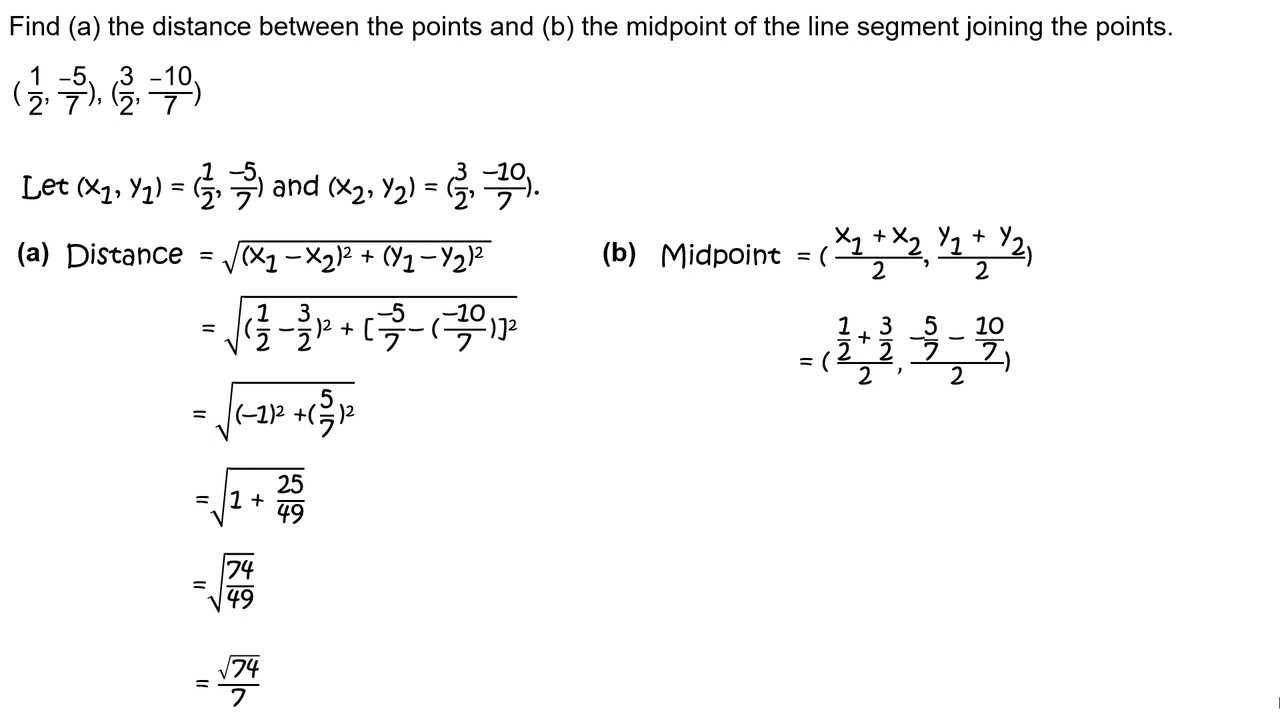 Find (a) the distance between the points and (b) the midpoint of the line segment joining the points.
(1/2, −5/7), (3/2, −10/7)
Let (x₁, y₁) = (1/2, −5/7) and (x₂, y₂) = (3/2, −10/7).
(a) Distance = √((x₁ − x₂)² + (y₁ − y₂)²)
= √((1/2 − 3/2)² + [−5/7 − (−10/7)]²)
= √((−1)² + (5/7)²)
= √(1 + 25/49)
= √(74/49)
= √74/7
(b) Midpoint = ((x₁ + x₂)/2, (y₁ + y₂)/2)
= ((1/2 + 3/2)/2, (−5/7 − 10/7)/2)